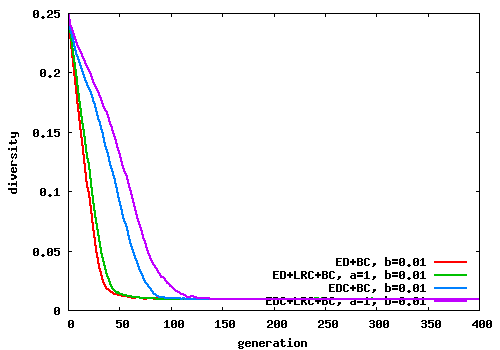 0.25
0.2
0.15
0.1
0.05
0
diversity
ED+BC, b=0.01
ED+LRC+BC, a=1, b=0.01
EDC+BC, b=0.01
EDC+LRC+BC, a=1, b=0.01
0 50 100 150 200 250 300 350 400
generation